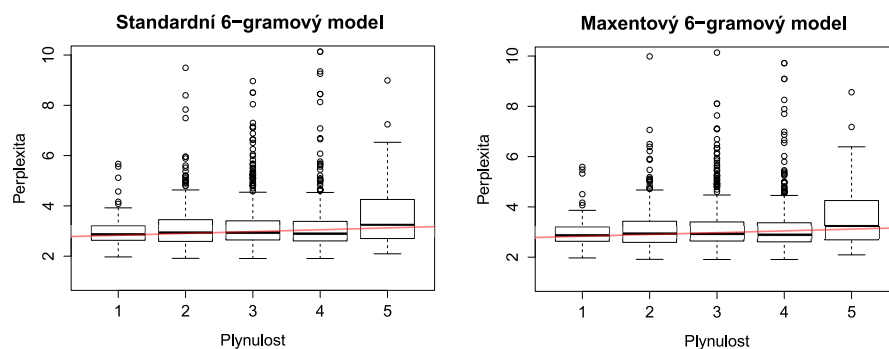 Standardní 6−gramový model
Perplexita
10
8
6
4
2
1 2 3 4 5
Plynulost
Maxentový 6−gramový model
Perplexita
10
8
6
4
2
1 2 3 4 5
Plynulost